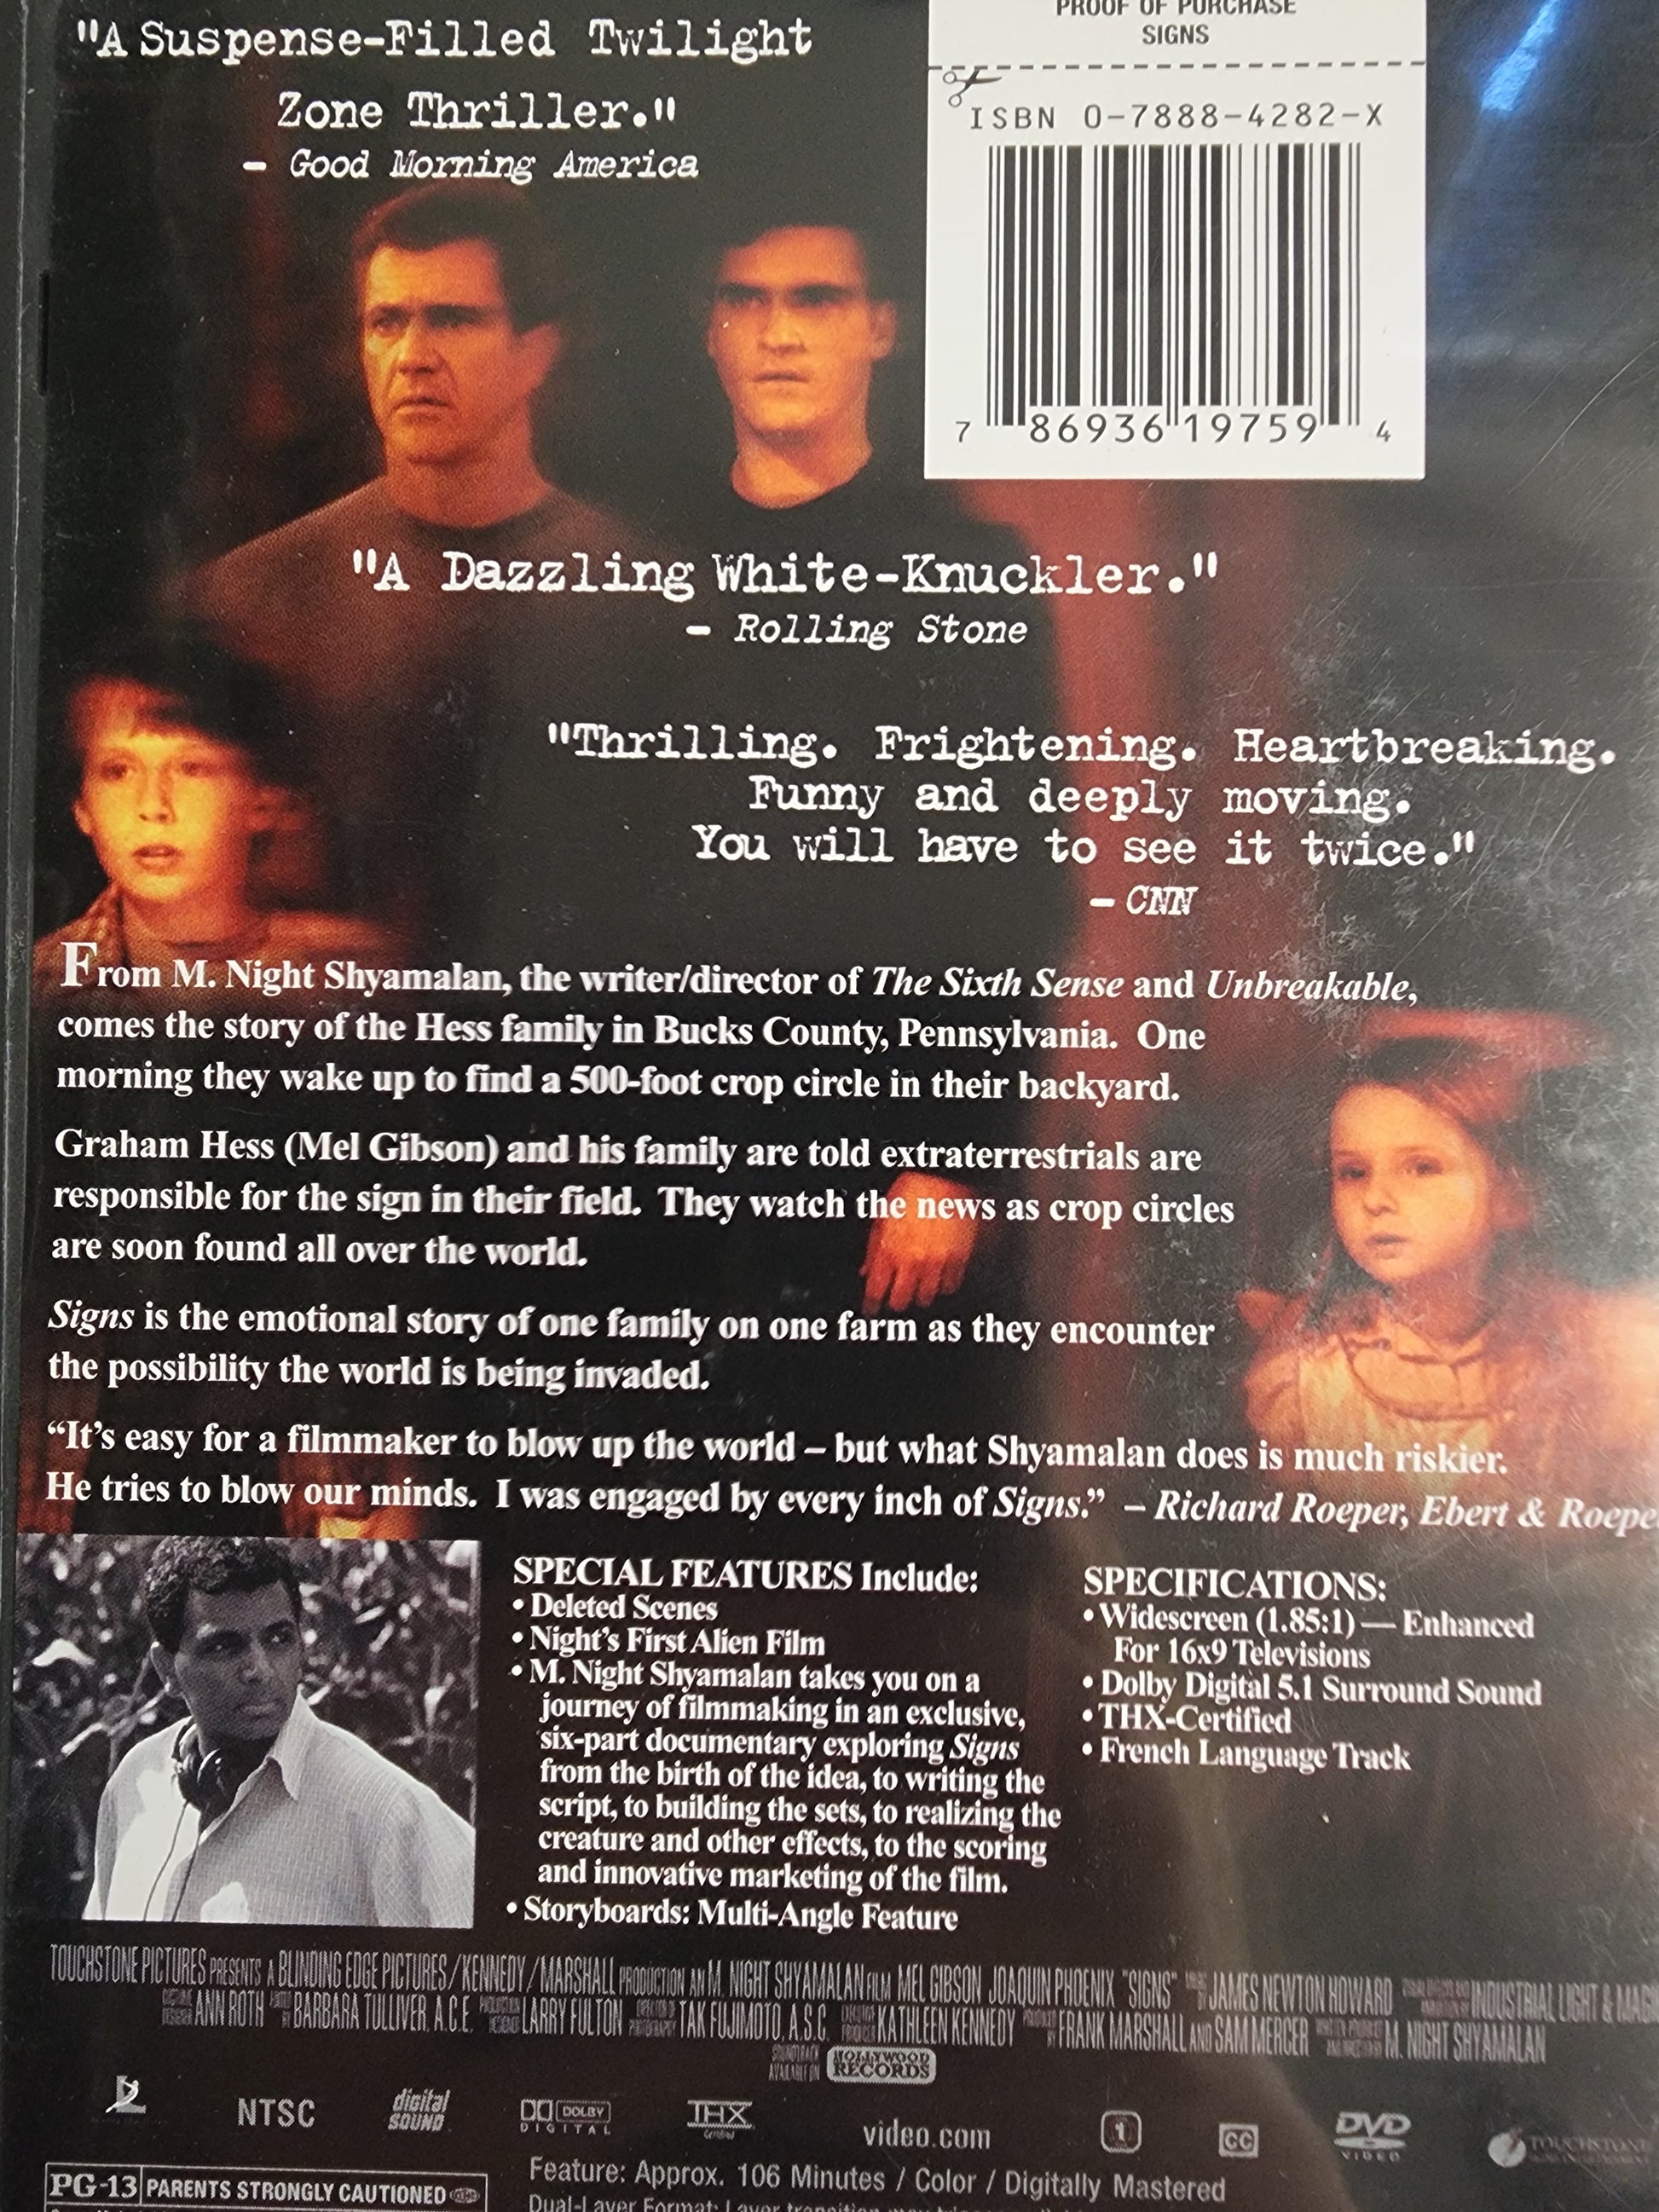 "A Suspense-Filled Twilight
Zone Thriller."
– Good Morning America
PROOF OF PURCHASE
SIGNS
ISBN 0-7888-4282-X
7 86936 19759 4
"A Dazzling White-Knuckler."
– Rolling Stone
"Thrilling. Frightening. Heartbreaking.
Funny and deeply moving.
You will have to see it twice."
– CNN
From M. Night Shyamalan, the writer/director of The Sixth Sense and Unbreakable,
comes the story of the Hess family in Bucks County, Pennsylvania. One
morning they wake up to find a 500-foot crop circle in their backyard.
Graham Hess (Mel Gibson) and his family are told extraterrestrials are
responsible for the sign in their field. They watch the news as crop circles
are soon found all over the world.
Signs is the emotional story of one family on one farm as they encounter
the possibility the world is being invaded.
“It’s easy for a filmmaker to blow up the world – but what Shyamalan does is much riskier.
He tries to blow our minds. I was engaged by every inch of Signs.” – Richard Roeper, Ebert & Roepe
SPECIAL FEATURES Include:
• Deleted Scenes
• Night’s First Alien Film
• M. Night Shyamalan takes you on a
journey of filmmaking in an exclusive,
six-part documentary exploring Signs
from the birth of the idea, to writing the
script, to building the sets, to realizing the
creature and other effects, to the scoring
and innovative marketing of the film.
• Storyboards: Multi-Angle Feature
SPECIFICATIONS:
• Widescreen (1.85:1) — Enhanced
For 16x9 Televisions
• Dolby Digital 5.1 Surround Sound
• THX-Certified
• French Language Track
TOUCHSTONE PICTURES PRESENTS A BLINDING EDGE PICTURES / KENNEDY / MARSHALL PRODUCTION AN M. NIGHT SHYAMALAN FILM MEL GIBSON JOAQUIN PHOENIX "SIGNS" JAMES NEWTON HOWARD INDUSTRIAL LIGHT & MAG
ANN ROTH BARBARA TULLIVER, A.C.E. LARRY FULTON TAK FUJIMOTO, A.S.C. KATHLEEN KENNEDY FRANK MARSHALL AND SAM MERCER M. NIGHT SHYAMALAN
SOUNDTRACK AVAILABLE ON HOLLYWOOD RECORDS
NTSC digital SOUND DOLBY DIGITAL THX Certified video.com 1 CC DVD VIDEO TOUCHSTONE
PG-13 PARENTS STRONGLY CAUTIONED
Feature: Approx. 106 Minutes / Color / Digitally Mastered
Dual-Layer Format: Layer transition may